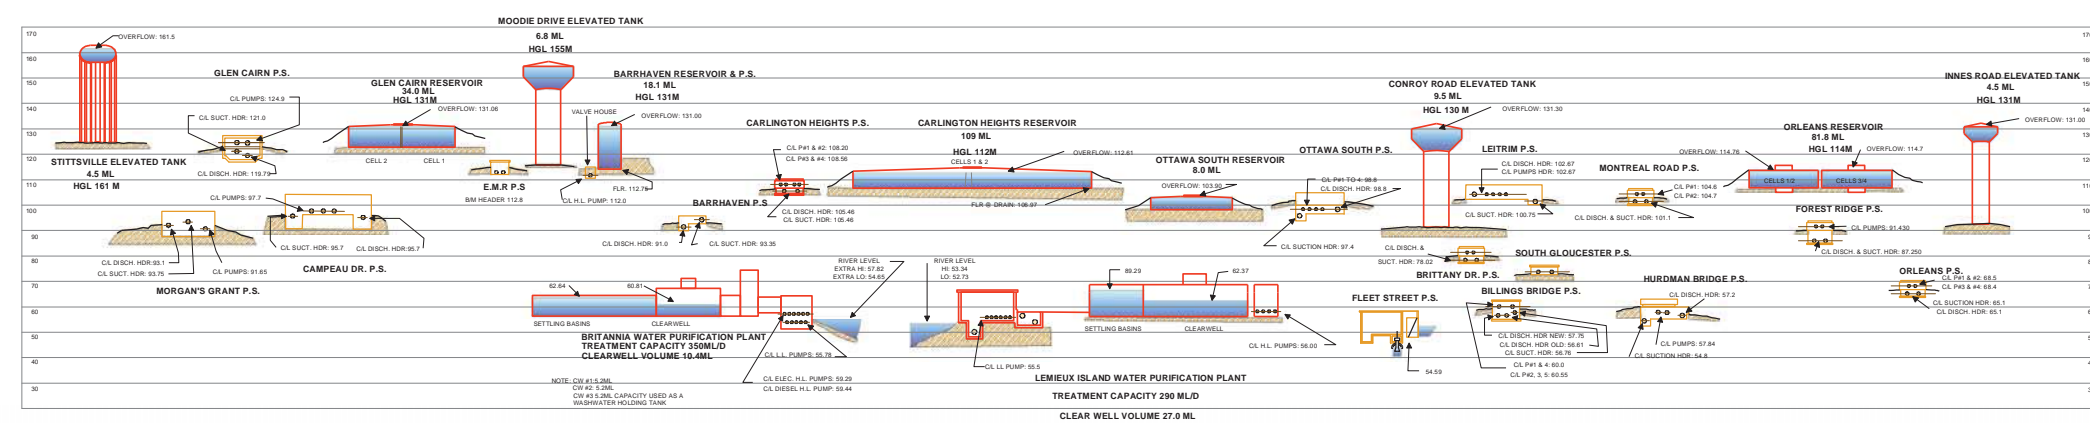 MOODIE DRIVE ELEVATED TANK
6.8 ML
HGL 155M
170
160
150
140
130
120
110
100
90
80
70
60
50
40
30
OVERFLOW: 161.5
STITTSVILLE ELEVATED TANK
4.5 ML
HGL 161 M
GLEN CAIRN P.S.
C/L PUMPS: 124.9
C/L SUCT. HDR: 121.0
C/L DISCH. HDR: 119.79
GLEN CAIRN RESERVOIR
34.0 ML
HGL 131M
OVERFLOW: 131.06
CELL 2
CELL 1
E.M.R P.S
B/M HEADER 112.8
VALVE HOUSE
C/L H.L. PUMP: 112.0
BARRHAVEN RESERVOIR & P.S.
18.1 ML
HGL 131M
OVERFLOW: 131.00
FLR. 112.75
CARLINGTON HEIGHTS P.S.
C/L P#1 & #2: 108.20
C/L P#3 & #4: 108.56
C/L DISCH. HDR: 105.46
C/L SUCT. HDR: 105.46
CARLINGTON HEIGHTS RESERVOIR
109 ML
HGL 112M
CELLS 1 & 2
OVERFLOW: 112.61
FLR @ DRAIN: 105.97
OTTAWA SOUTH RESERVOIR
8.0 ML
OVERFLOW: 103.90
OTTAWA SOUTH P.S.
C/L P#1 TO 4: 98.8
C/L DISCH. HDR: 98.8
C/L SUCTION HDR: 97.4
CONROY ROAD ELEVATED TANK
9.5 ML
HGL 130 M
OVERFLOW: 131.30
LEITRIM P.S.
C/L DISCH. HDR: 102.67
C/L PUMPS HDR: 102.67
C/L SUCT. HDR: 100.75
MONTREAL ROAD P.S.
C/L P#1: 104.6
C/L P#2: 104.7
C/L DISCH. & SUCT. HDR: 101.1
ORLEANS RESERVOIR
81.8 ML
HGL 114M
OVERFLOW: 114.76
OVERFLOW: 114.7
CELLS 1/2
CELLS 3/4
INNES ROAD ELEVATED TANK
4.5 ML
HGL 131M
OVERFLOW: 131.00
C/L PUMPS: 97.7
C/L SUCT. HDR: 95.7
C/L DISCH. HDR:95.7
CAMPEAU DR. P.S.
C/L DISCH. HDR:93.1
C/L SUCT. HDR: 93.75
C/L PUMPS: 91.65
MORGAN'S GRANT P.S.
BARRHAVEN P.S
C/L DISCH. HDR: 91.0
C/L SUCT. HDR: 93.35
FOREST RIDGE P.S.
C/L PUMPS: 91.430
C/L DISCH. & SUCT. HDR: 87.250
C/L DISCH. &
SUCT. HDR: 78.02
BRITTANY DR. P.S.
SOUTH GLOUCESTER P.S.
62.64
60.81
SETTLING BASINS
CLEARWELL
RIVER LEVEL
EXTRA HI: 57.82
EXTRA LO: 54.65
BRITANNIA WATER PURIFICATION PLANT
TREATMENT CAPACITY 350ML/D
CLEARWELL VOLUME 10.4ML
C/L L.L. PUMPS: 55.78
C/L ELEC. H.L. PUMPS: 59.29
C/L DIESEL H.L. PUMP: 59.44
NOTE: CW #1:5.2ML
CW #2: 5.2ML
CW #3 5.2ML CAPACITY USED AS A
WASHWATER HOLDING TANK
RIVER LEVEL
HI: 53.34
LO: 52.73
C/L LL PUMP: 55.5
89.29
62.37
SETTLING BASINS
CLEARWELL
C/L H.L. PUMPS: 56.00
LEMIEUX ISLAND WATER PURIFICATION PLANT
TREATMENT CAPACITY 290 ML/D
CLEAR WELL VOLUME 27.0 ML
FLEET STREET P.S.
54.59
BILLINGS BRIDGE P.S.
C/L DISCH. HDR NEW: 57.75
C/L DISCH. HDR OLD: 56.61
C/L SUCT. HDR: 56.76
C/L P#1 & 4: 60.0
C/L P#2, 3, 5: 60.55
HURDMAN BRIDGE P.S.
C/L DISCH. HDR: 57.2
C/L PUMPS: 57.84
C/L SUCTION HDR: 54.8
ORLEANS P.S.
C/L P#1 & #2: 68.5
C/L P#3 & #4: 68.4
C/L SUCTION HDR: 65.1
C/L DISCH. HDR: 65.1